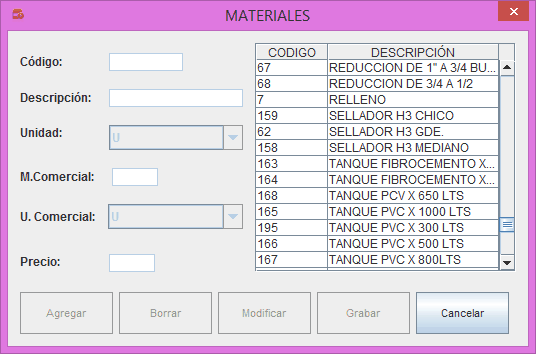 MATERIALES
Código:
Descripción:
Unidad:
U
M.Comercial:
U. Comercial:
U
Precio:
CODIGO DESCRIPCIÓN
67 REDUCCION DE 1" A 3/4 BU...
68 REDUCCION DE 3/4 A 1/2
7 RELLENO
159 SELLADOR H3 CHICO
62 SELLADOR H3 GDE.
158 SELLADOR H3 MEDIANO
163 TANQUE FIBROCEMENTO X...
164 TANQUE FIBROCEMENTO X...
168 TANQUE PCV X 650 LTS
165 TANQUE PVC X 1000 LTS
195 TANQUE PVC X 300 LTS
166 TANQUE PVC X 500 LTS
167 TANQUE PVC X 800LTS
Agregar Borrar Modificar Grabar Cancelar